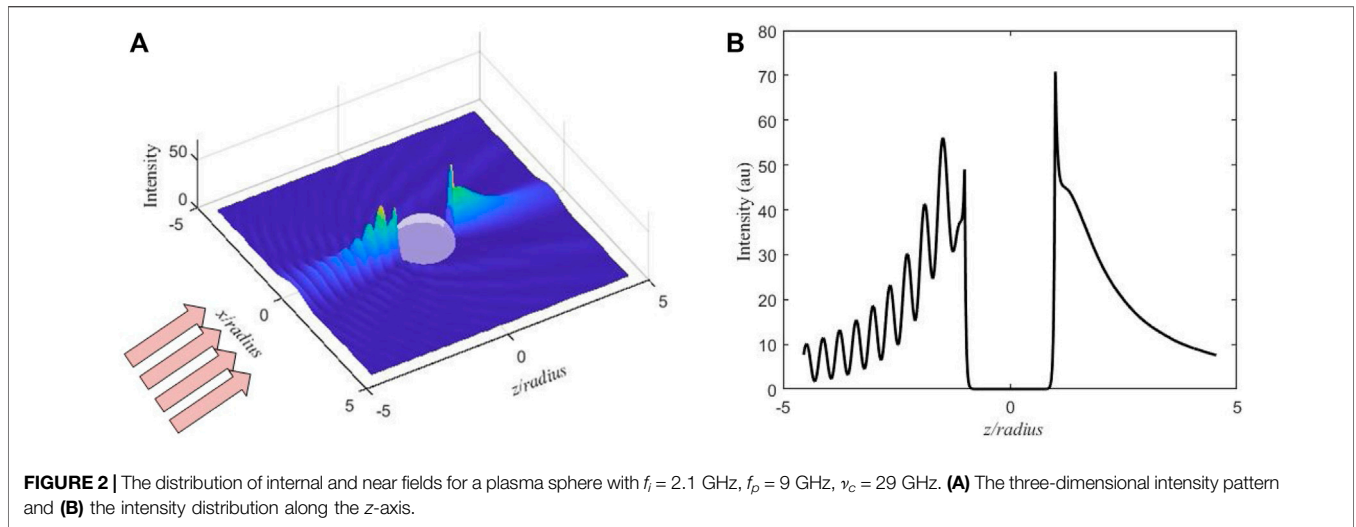 A
Intensity
50
0
-5
0
5
x/radius
-5
0
5
z/radius
B
Intensity (au)
80
70
60
50
40
30
20
10
0
-5
0
5
z/radius
FIGURE 2 | The distribution of internal and near fields for a plasma sphere with fᵢ = 2.1 GHz, fₚ = 9 GHz, ν꜀ = 29 GHz. (A) The three-dimensional intensity pattern
and (B) the intensity distribution along the z-axis.